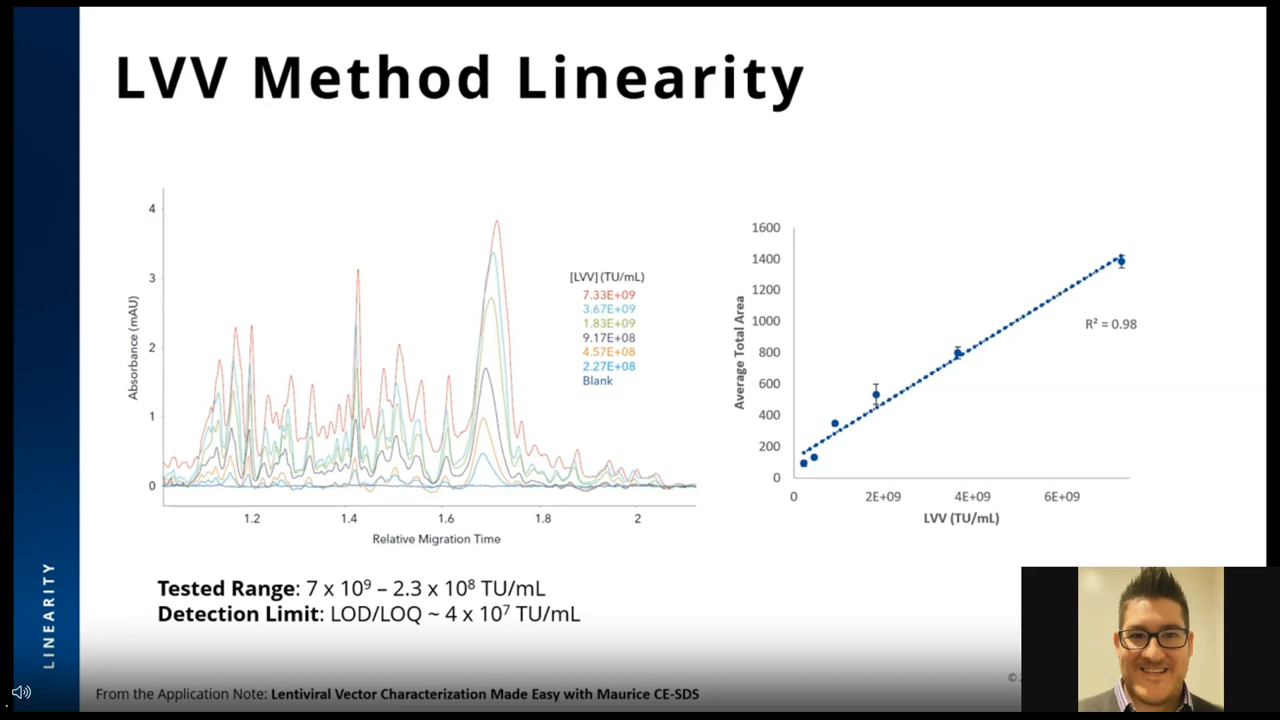 LVV Method Linearity
4
3
2
1
0
Absorbance (mAU)
1.2 1.4 1.6 1.8 2
Relative Migration Time
[LVV] (TU/mL)
7.33E+09
3.67E+09
1.83E+09
9.17E+08
4.57E+08
2.27E+08
Blank
1600
1400
1200
1000
800
600
400
200
0
Average Total Area
0 2E+09 4E+09 6E+09
LVV (TU/mL)
R² = 0.98
Tested Range: 7 x 10⁹ – 2.3 x 10⁸ TU/mL
Detection Limit: LOD/LOQ ~ 4 x 10⁷ TU/mL
LINEARITY
From the Application Note: Lentiviral Vector Characterization Made Easy with Maurice CE-SDS
©